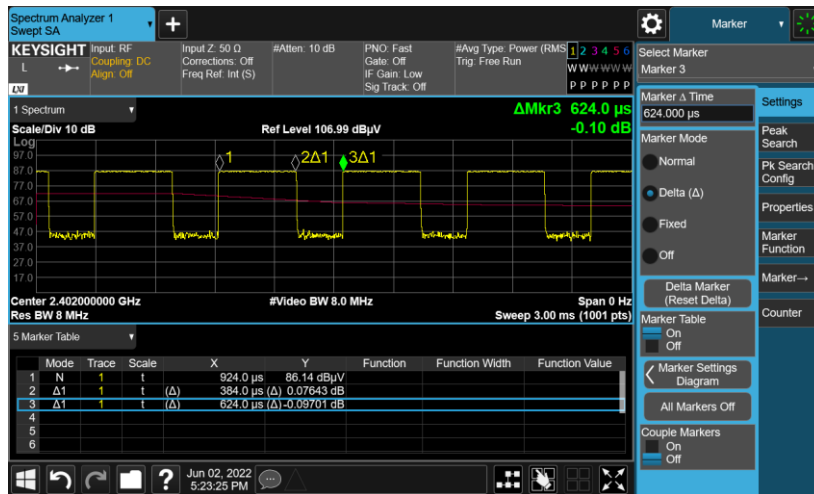 Spectrum Analyzer 1
Swept SA
Marker
KEYSIGHT
L
LXI
Input: RF
Coupling: DC
Align: Off
Input Z: 50 Ω
Corrections: Off
Freq Ref: Int (S)
#Atten: 10 dB
PNO: Fast
Gate: Off
IF Gain: Low
Sig Track: Off
#Avg Type: Power (RMS
Trig: Free Run
1 2 3 4 5 6
W W W W W W
P P P P P P
Select Marker
Marker 3
1 Spectrum
ΔMkr3 624.0 µs
Scale/Div 10 dB
Ref Level 106.99 dBµV
-0.10 dB
Log
97.0
87.0
77.0
67.0
57.0
47.0
37.0
27.0
17.0
1
2Δ1
3Δ1
Center 2.402000000 GHz
#Video BW 8.0 MHz
Span 0 Hz
Res BW 8 MHz
Sweep 3.00 ms (1001 pts)
5 Marker Table
Mode Trace Scale X Y Function Function Width Function Value
1 N 1 t 924.0 µs 86.14 dBµV
2 Δ1 1 t (Δ) 384.0 µs (Δ) 0.07643 dB
3 Δ1 1 t (Δ) 624.0 µs (Δ) -0.09701 dB
4
5
6
Marker Δ Time
624.000 µs
Marker Mode
Normal
Delta (Δ)
Fixed
Off
Delta Marker
(Reset Delta)
Marker Table
On
Off
Marker Settings
Diagram
All Markers Off
Couple Markers
On
Off
Settings
Peak
Search
Pk Search
Config
Properties
Marker
Function
Marker→
Counter
?
Jun 02, 2022
5:23:25 PM